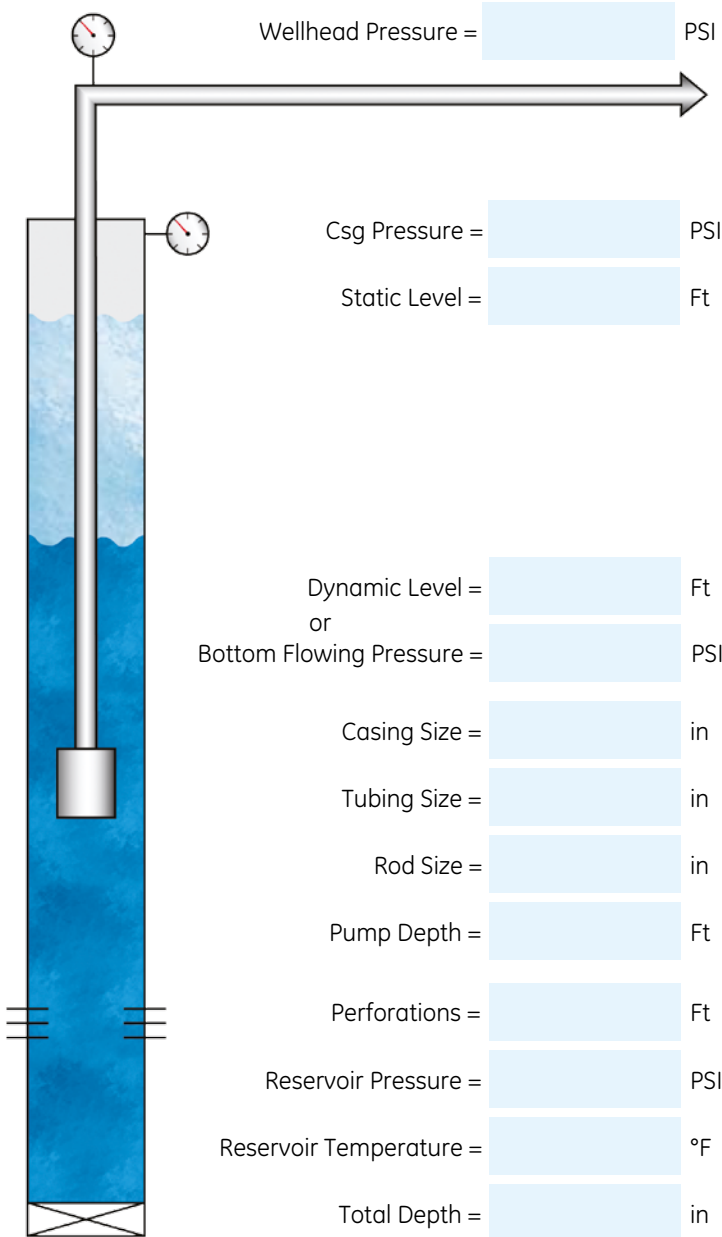 Wellhead Pressure = PSI
Csg Pressure = PSI
Static Level = Ft
Dynamic Level = Ft
or
Bottom Flowing Pressure = PSI
Casing Size = in
Tubing Size = in
Rod Size = in
Pump Depth = Ft
Perforations = Ft
Reservoir Pressure = PSI
Reservoir Temperature = °F
Total Depth = in